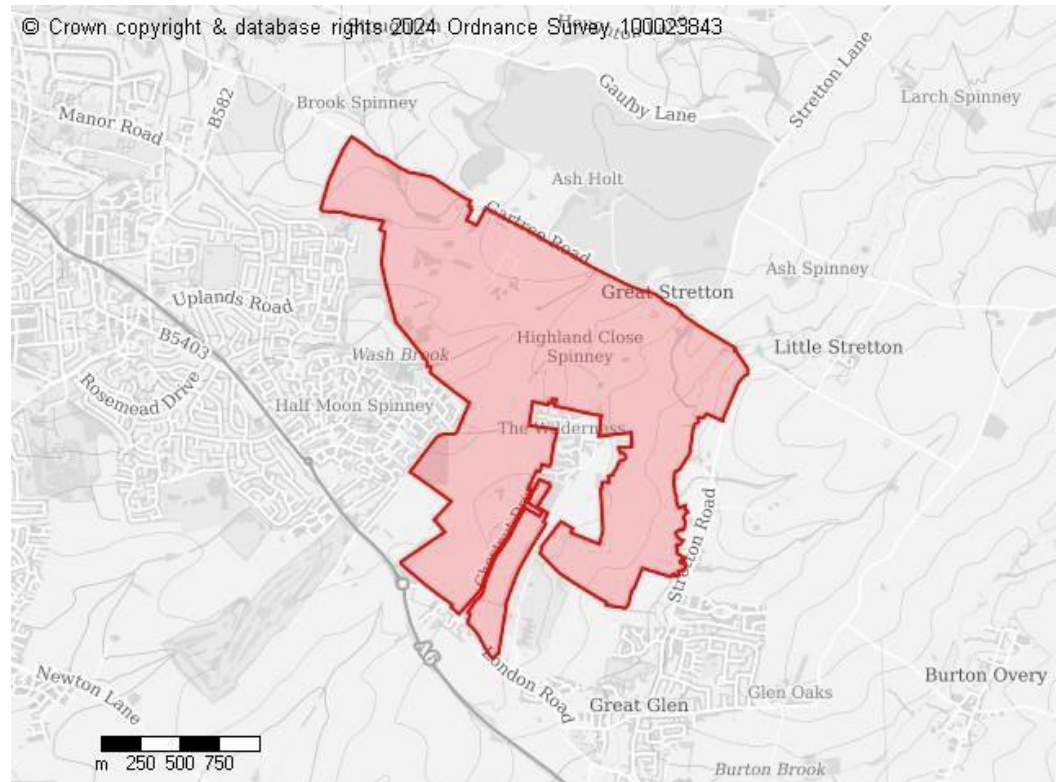 © Crown copyright & database rights 2024 Ordnance Survey 100023843
Gaulby Lane
Stretton Lane
Larch Spinney
Brook Spinney
B582
Manor Road
Ash Holt
Gartree Road
Ash Spinney
Great Stretton
Uplands Road
B5403
Highland Close
Spinney
Little Stretton
Wash Brook
Rosemead Drive
Half Moon Spinney
The Wilderness
Stretton Road
A6
London Road
Newton Lane
Great Glen
Glen Oaks
Burton Overy
m 250 500 750
Burton Brook